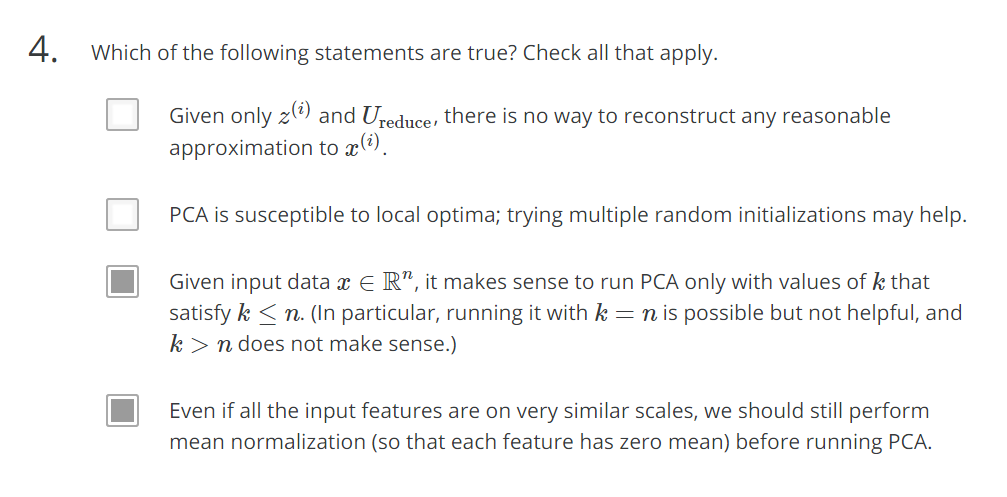 4. Which of the following statements are true? Check all that apply.
Given only z⁽ⁱ⁾ and U_reduce, there is no way to reconstruct any reasonable
approximation to x⁽ⁱ⁾.
PCA is susceptible to local optima; trying multiple random initializations may help.
Given input data x ∈ ℝⁿ, it makes sense to run PCA only with values of k that
satisfy k ≤ n. (In particular, running it with k = n is possible but not helpful, and
k > n does not make sense.)
Even if all the input features are on very similar scales, we should still perform
mean normalization (so that each feature has zero mean) before running PCA.